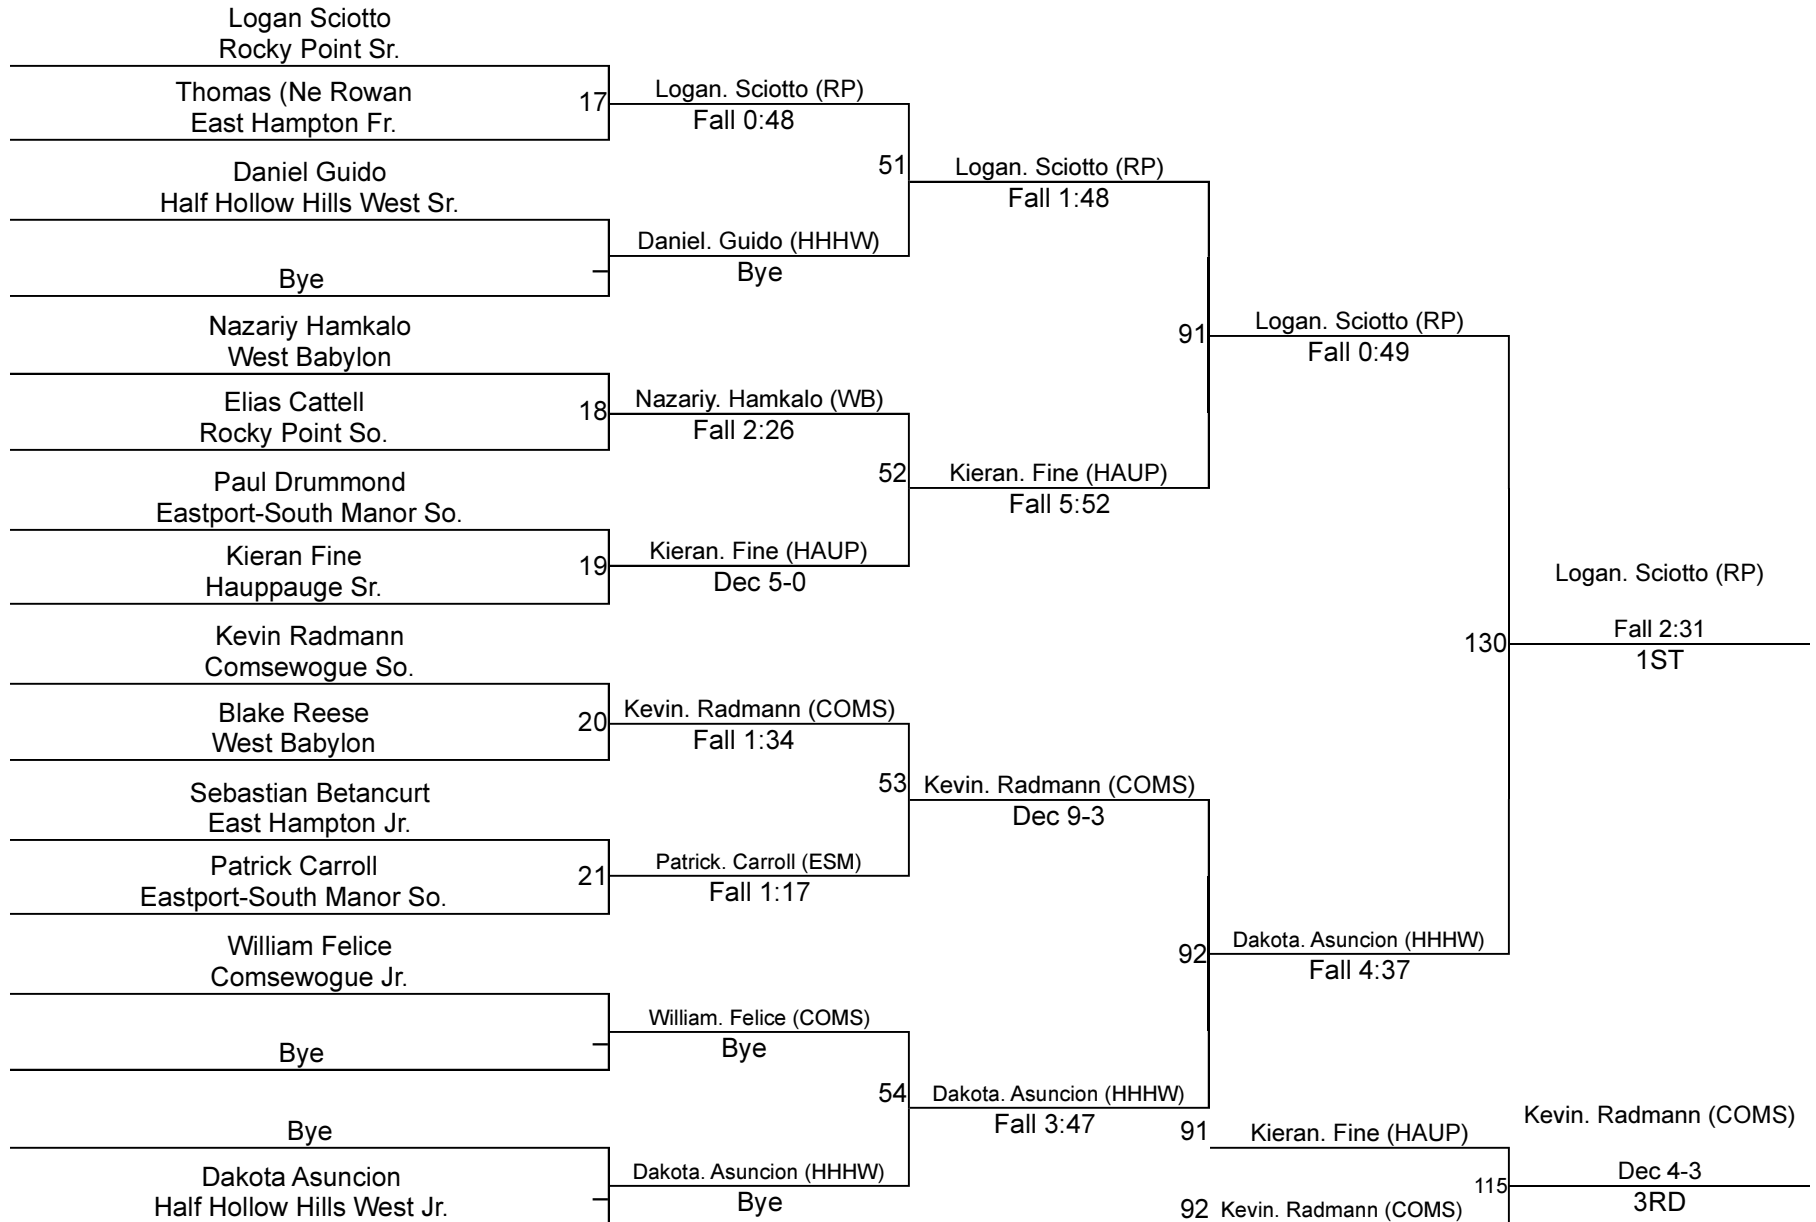 Logan Sciotto
Rocky Point Sr.
Thomas (Ne Rowan
East Hampton Fr.
17
Logan. Sciotto (RP)
Fall 0:48
Daniel Guido
Half Hollow Hills West Sr.
51
Logan. Sciotto (RP)
Fall 1:48
Daniel. Guido (HHHW)
Bye
Bye
Nazariy Hamkalo
West Babylon
91
Logan. Sciotto (RP)
Fall 0:49
Elias Cattell
Rocky Point So.
18
Nazariy. Hamkalo (WB)
Fall 2:26
Paul Drummond
Eastport-South Manor So.
52
Kieran. Fine (HAUP)
Fall 5:52
Kieran Fine
Hauppauge Sr.
19
Kieran. Fine (HAUP)
Dec 5-0
Logan. Sciotto (RP)
130
Fall 2:31
1ST
Kevin Radmann
Comsewogue So.
Blake Reese
West Babylon
20
Kevin. Radmann (COMS)
Fall 1:34
Sebastian Betancurt
East Hampton Jr.
53
Kevin. Radmann (COMS)
Dec 9-3
Patrick Carroll
Eastport-South Manor So.
21
Patrick. Carroll (ESM)
Fall 1:17
William Felice
Comsewogue Jr.
92
Dakota. Asuncion (HHHW)
Fall 4:37
William. Felice (COMS)
Bye
Bye
54
Dakota. Asuncion (HHHW)
Fall 3:47
Bye
91
Kieran. Fine (HAUP)
Kevin. Radmann (COMS)
Dakota Asuncion
Half Hollow Hills West Jr.
Dakota. Asuncion (HHHW)
Bye
115
Dec 4-3
3RD
92
Kevin. Radmann (COMS)